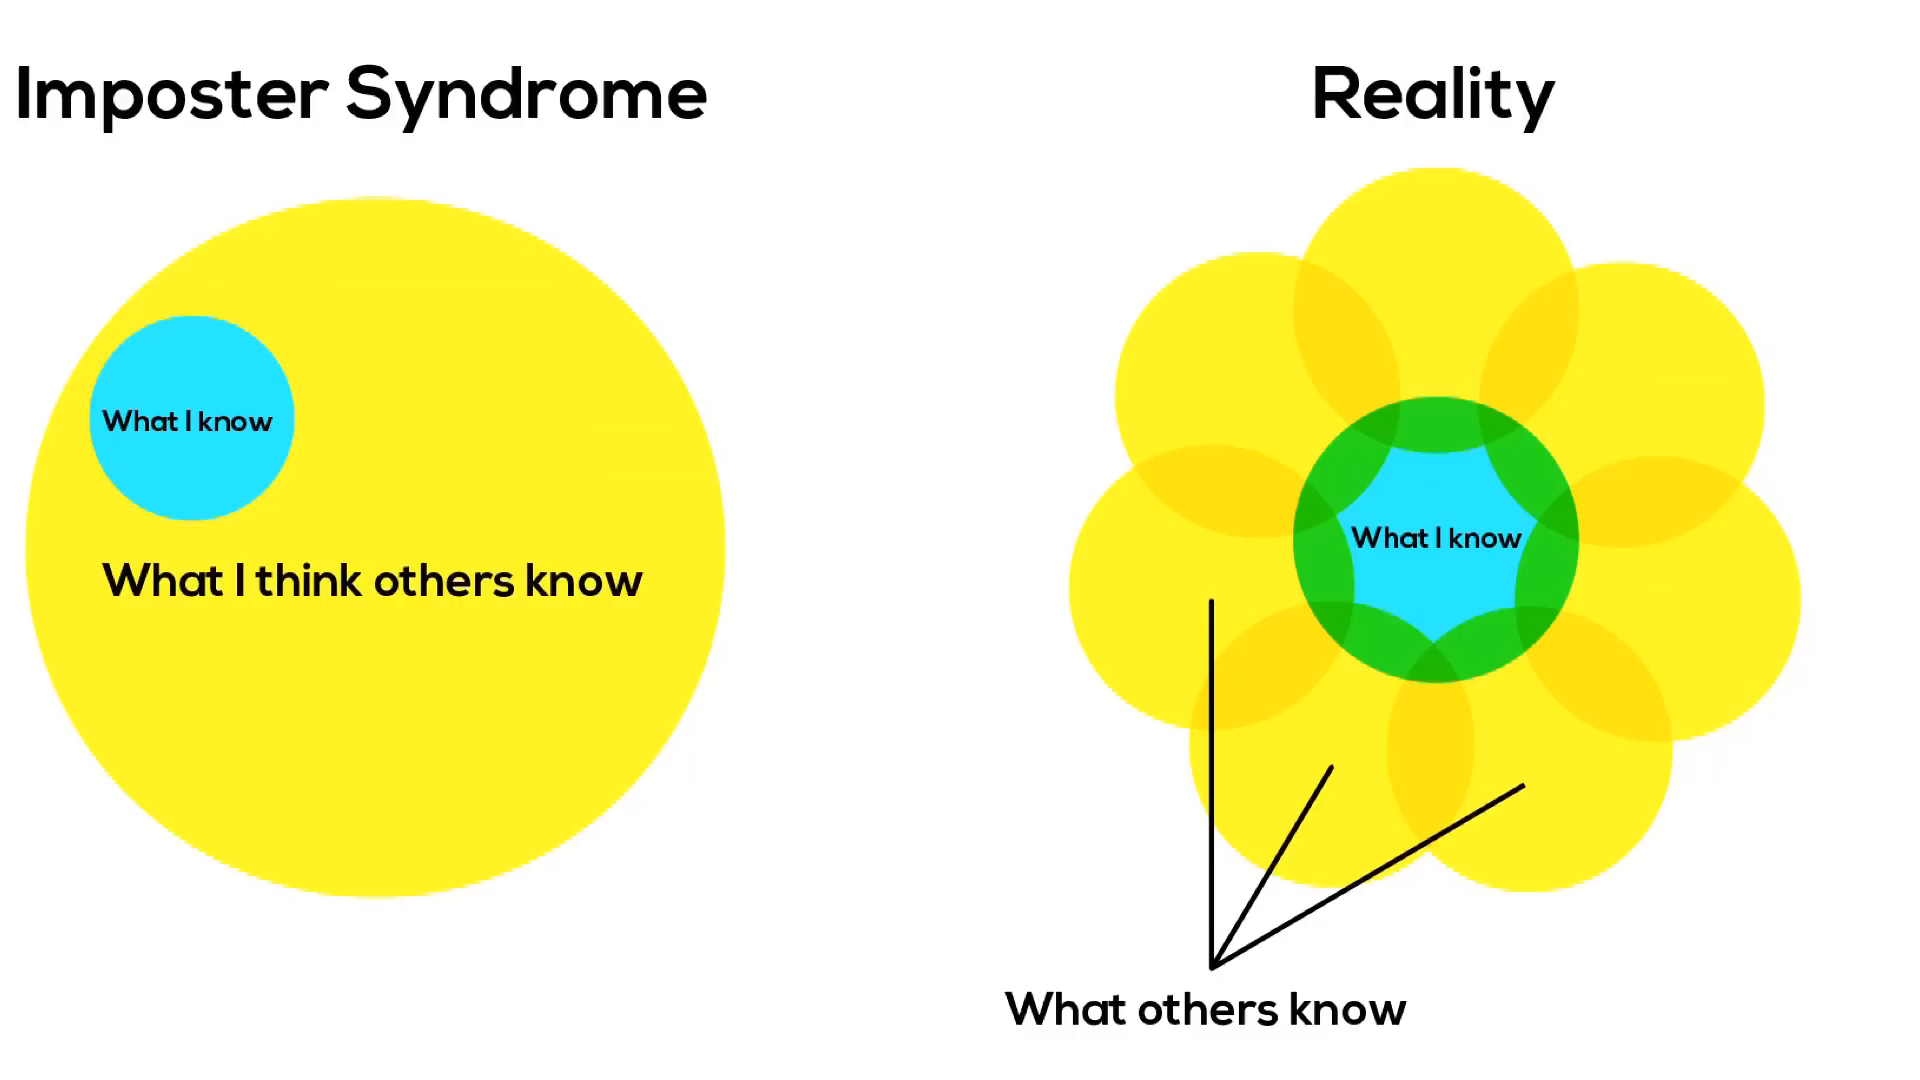 Imposter Syndrome
Reality
What I know
What I think others know
What I know
What others know